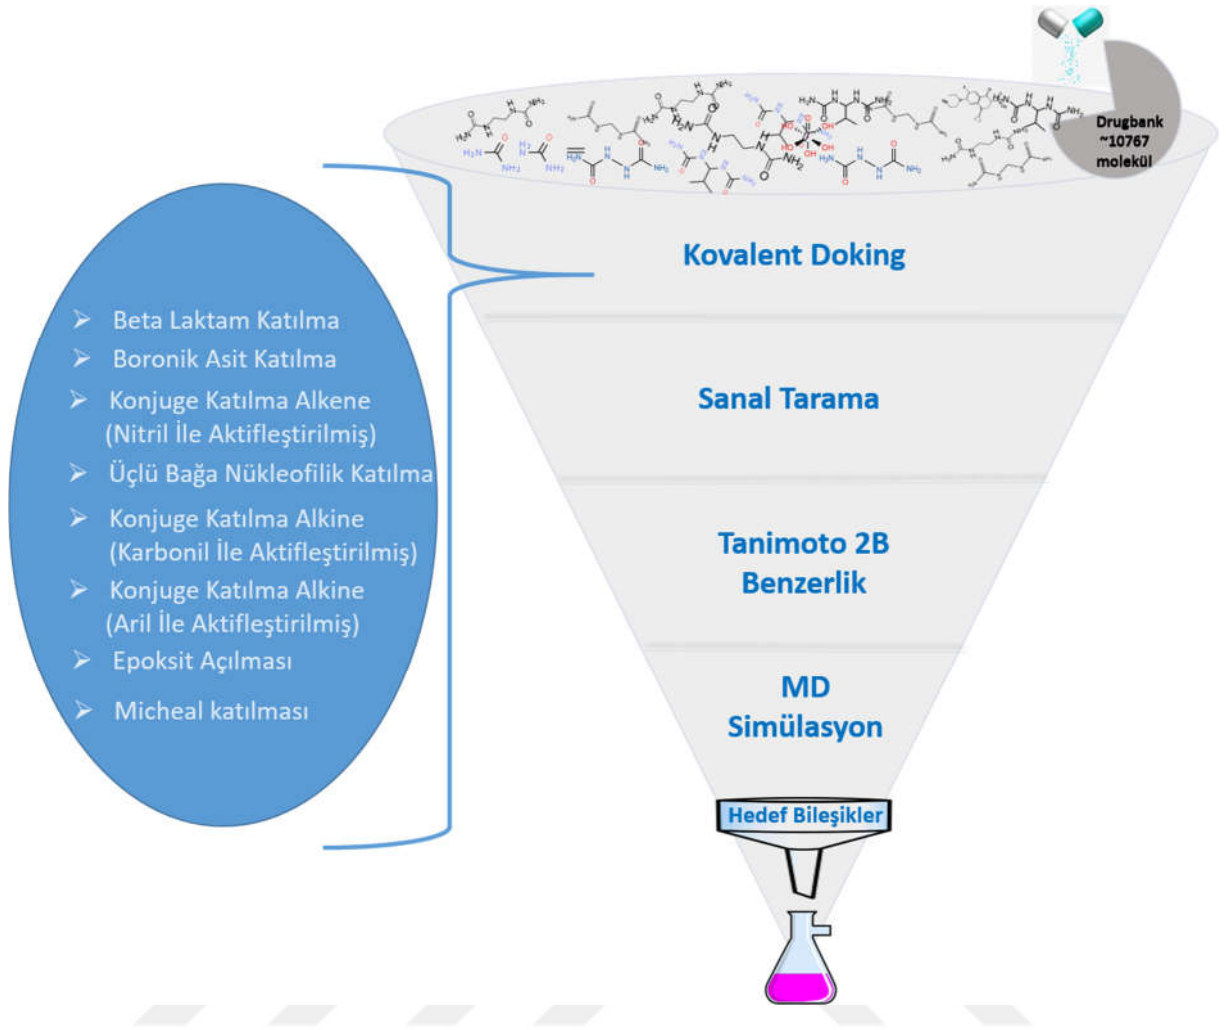 Drugbank
~10767
molekül
Kovalent Doking
Sanal Tarama
Tanimoto 2B
Benzerlik
MD
Simülasyon
Hedef Bileşikler
➢ Beta Laktam Katılma
➢ Boronik Asit Katılma
➢ Konjuge Katılma Alkene
(Nitril İle Aktifleştirilmiş)
➢ Üçlü Bağa Nükleofilik Katılma
➢ Konjuge Katılma Alkine
(Karbonil İle Aktifleştirilmiş)
➢ Konjuge Katılma Alkine
(Aril İle Aktifleştirilmiş)
➢ Epoksit Açılması
➢ Micheal katılması